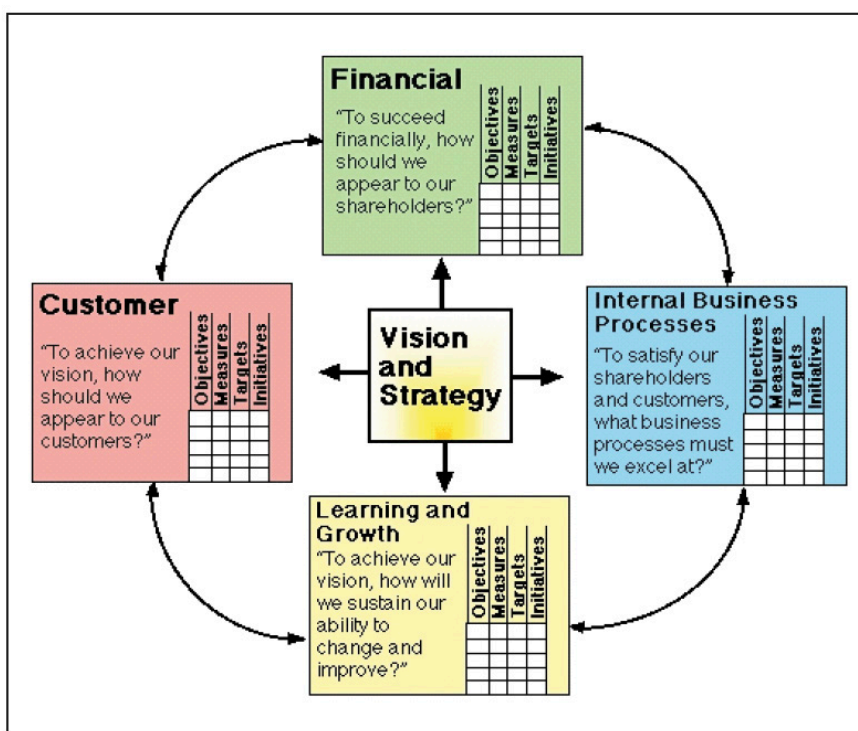 Financial
“To succeed
financially, how
should we
appear to our
shareholders?”
Objectives
Measures
Targets
Initiatives
Customer
“To achieve our
vision, how
should we
appear to our
customers?”
Objectives
Measures
Targets
Initiatives
Vision
and
Strategy
Internal Business
Processes
“To satisfy our
shareholders
and customers,
what business
processes must
we excel at?”
Objectives
Measures
Targets
Initiatives
Learning and
Growth
“To achieve our
vision, how will
we sustain our
ability to
change and
improve?”
Objectives
Measures
Targets
Initiatives